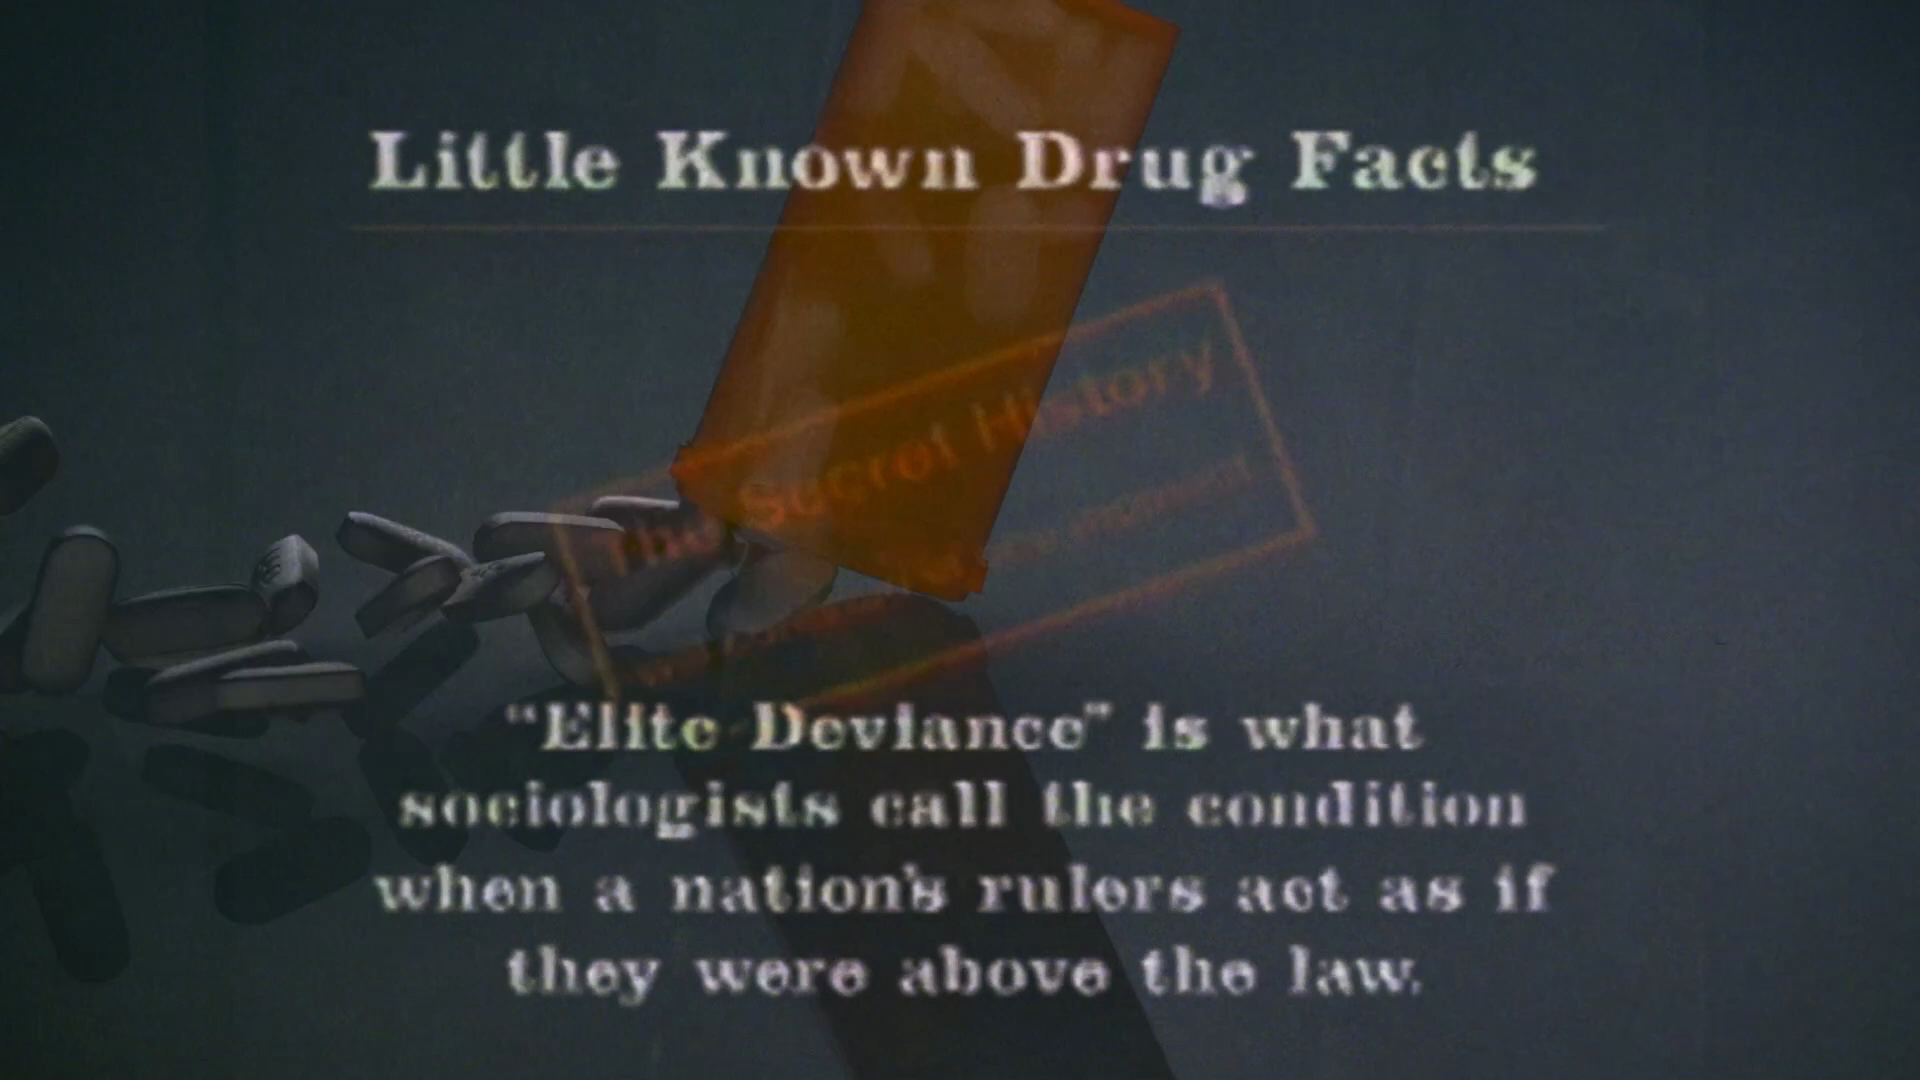 Little Known Drug Facts
The Secret History
"Elite Deviance" is what
sociologists call the condition
when a nation's rulers act as if
they were above the law.